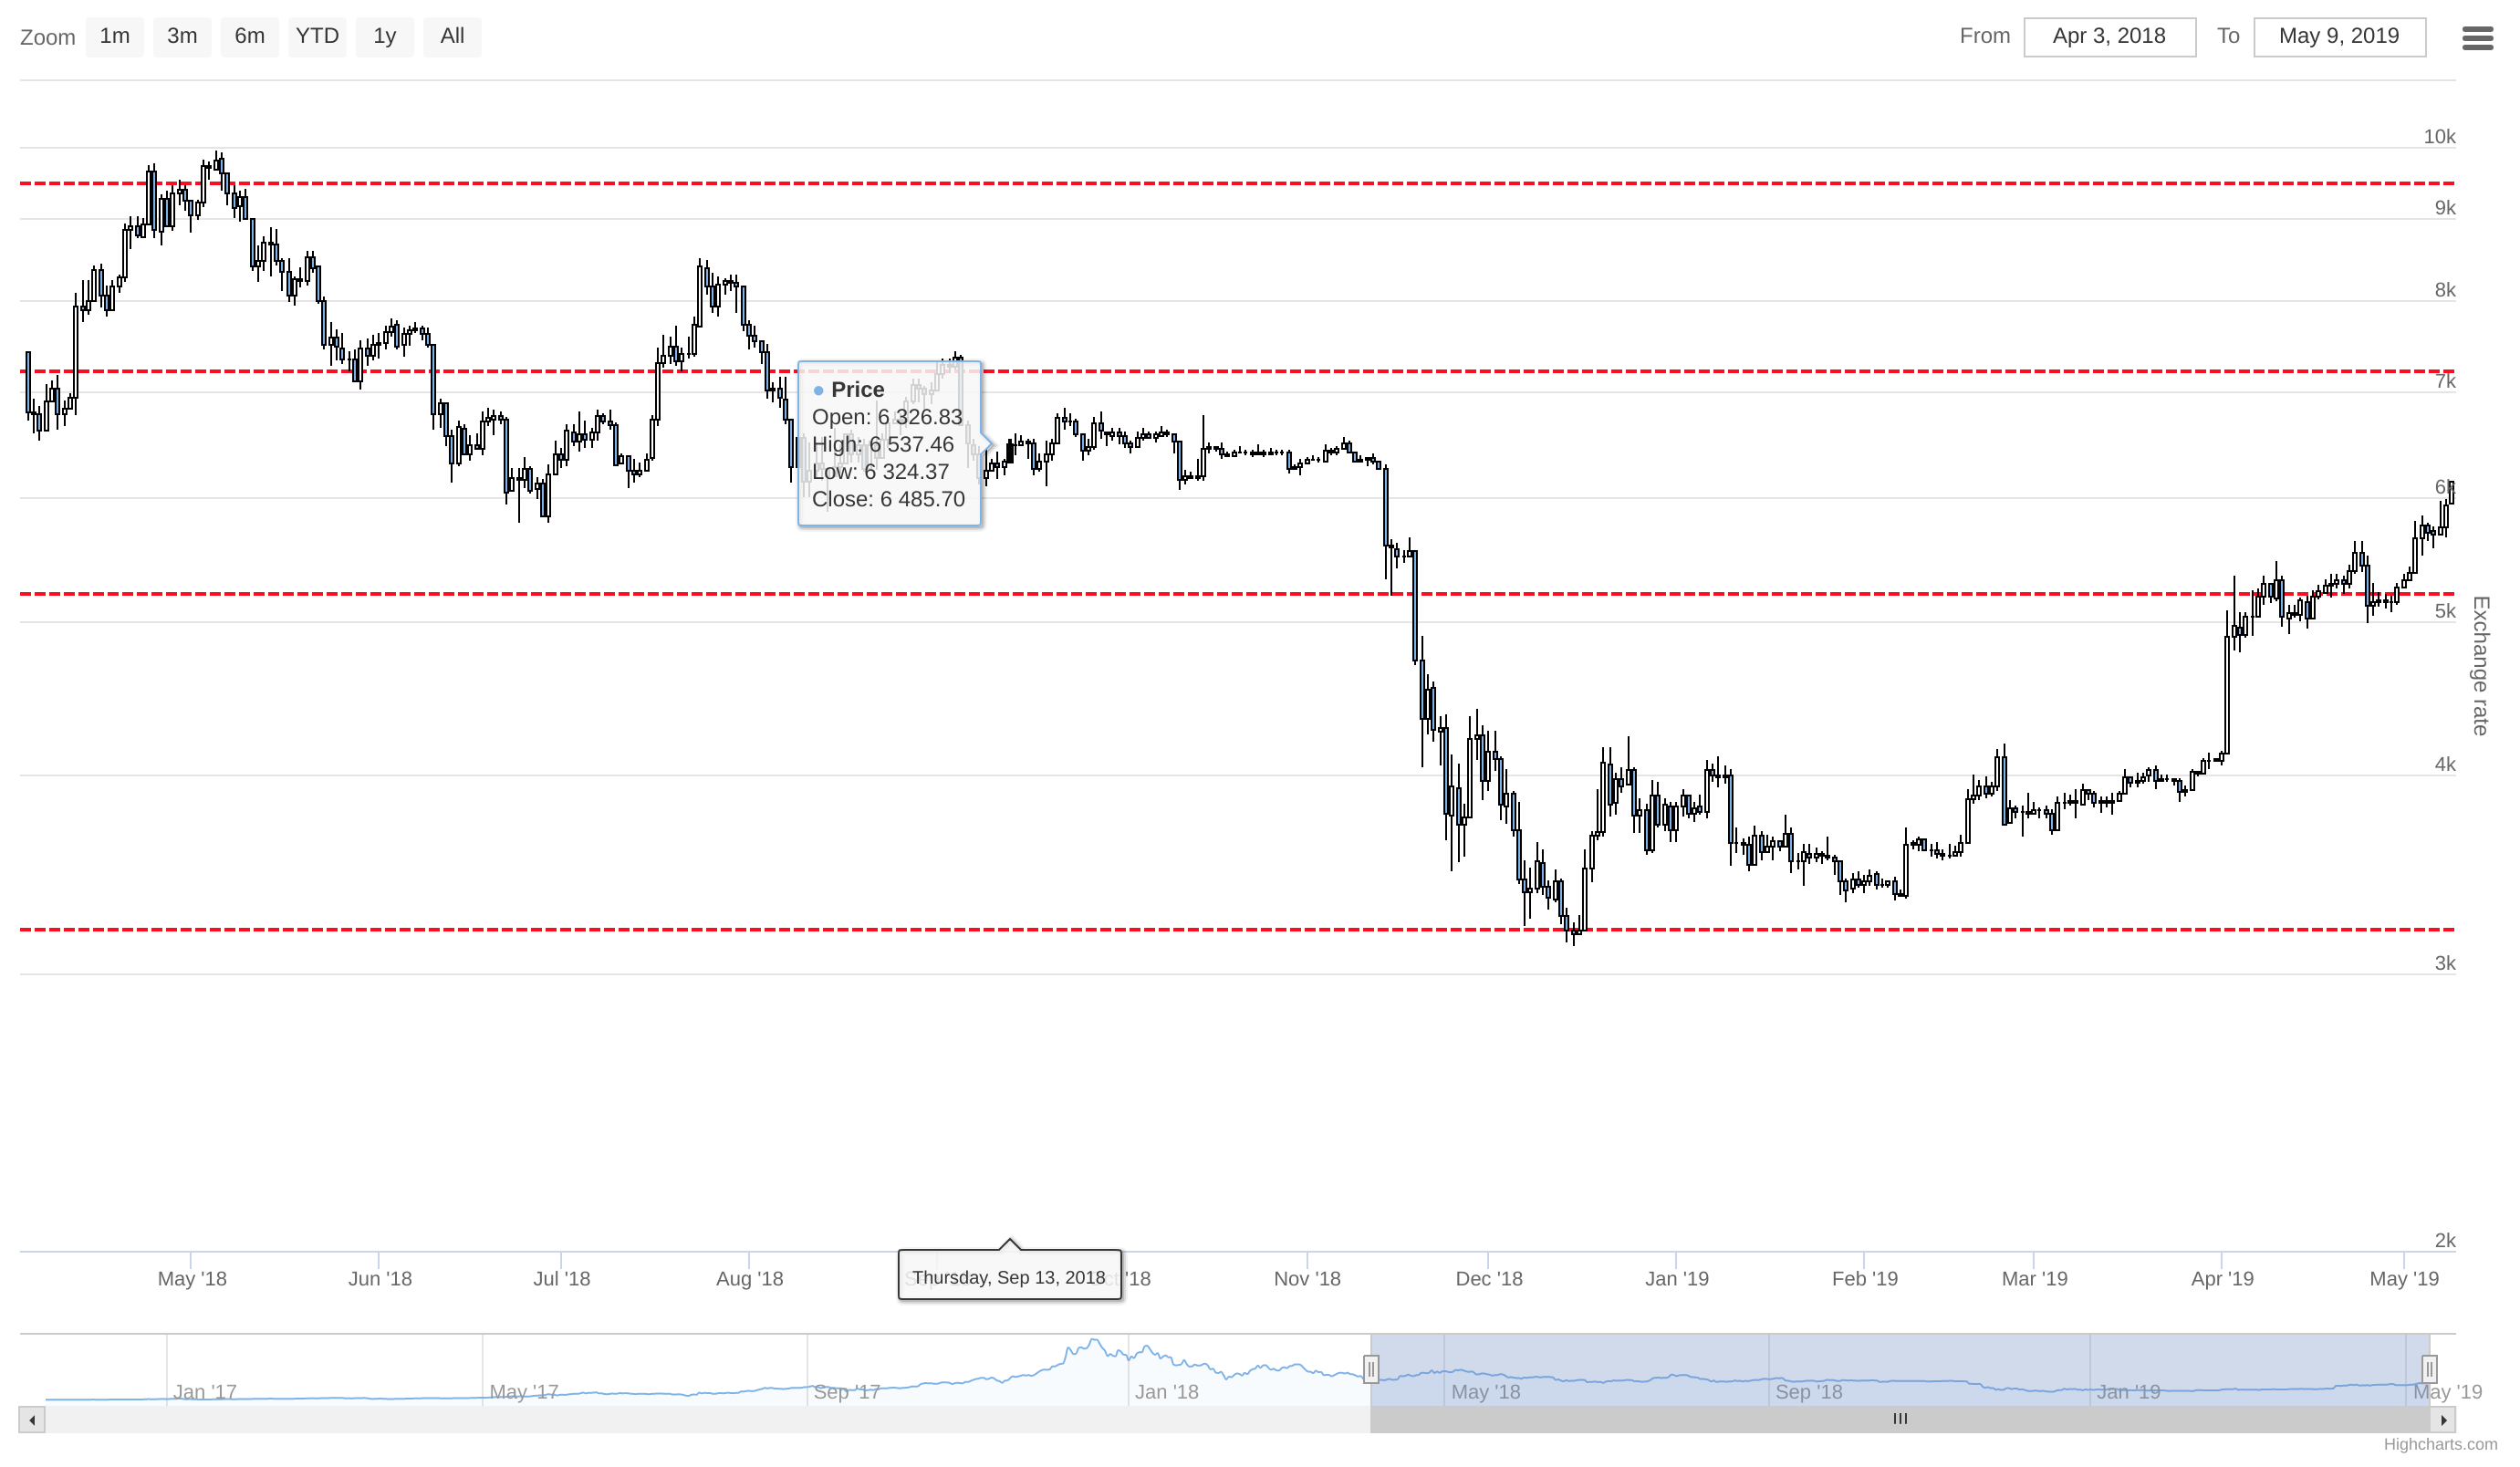 Zoom 1m 3m 6m YTD 1y All From Apr 3, 2018 To May 9, 2019
10k
9k
8k
7k
Price
Open: 6 326.83
High: 6 537.46
Low: 6 324.37
Close: 6 485.70
6k
5k
Exchange rate
4k
3k
2k
May '18 Jun '18 Jul '18 Aug '18 Thursday, Sep 13, 2018 '18 Nov '18 Dec '18 Jan '19 Feb '19 Mar '19 Apr '19 May '19
Jan '17 May '17 Sep '17 Jan '18 May '18 Sep '18 Jan '19 May '19
Highcharts.com